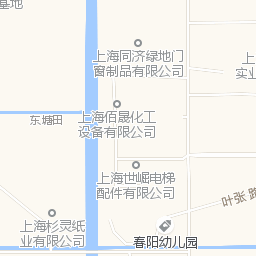 基地
上海同济绿地门
窗制品有限公司
上
实业
上海佰晟化工
设备有限公司
东塘田
上海世崛电梯
配件有限公司
叶张路
上海杉灵纸
业有限公司
春阳幼儿园